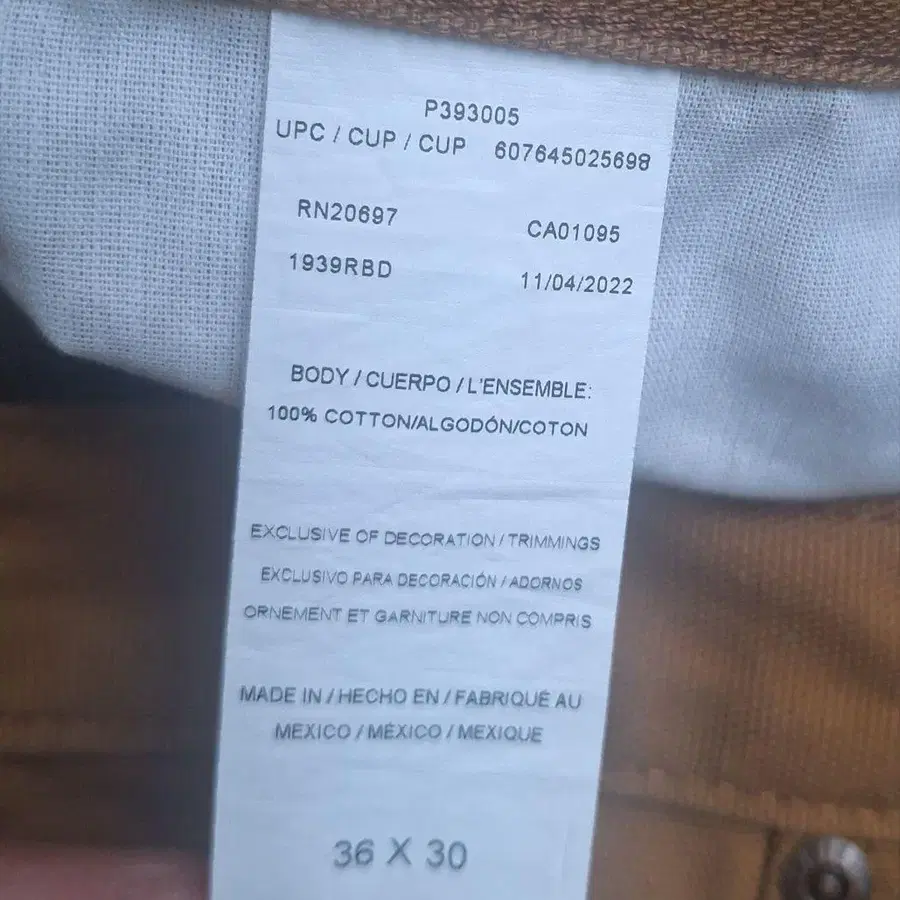 P393005
UPC / CUP / CUP 607645025698
RN20697 CA01095
1939RBD 11/04/2022
BODY / CUERPO / L'ENSEMBLE:
100% COTTON/ALGODÓN/COTON
EXCLUSIVE OF DECORATION / TRIMMINGS
EXCLUSIVO PARA DECORACIÓN / ADORNOS
ORNEMENT ET GARNITURE NON COMPRIS
MADE IN / HECHO EN / FABRIQUÉ AU
MEXICO / MÉXICO / MEXIQUE
36 X 30